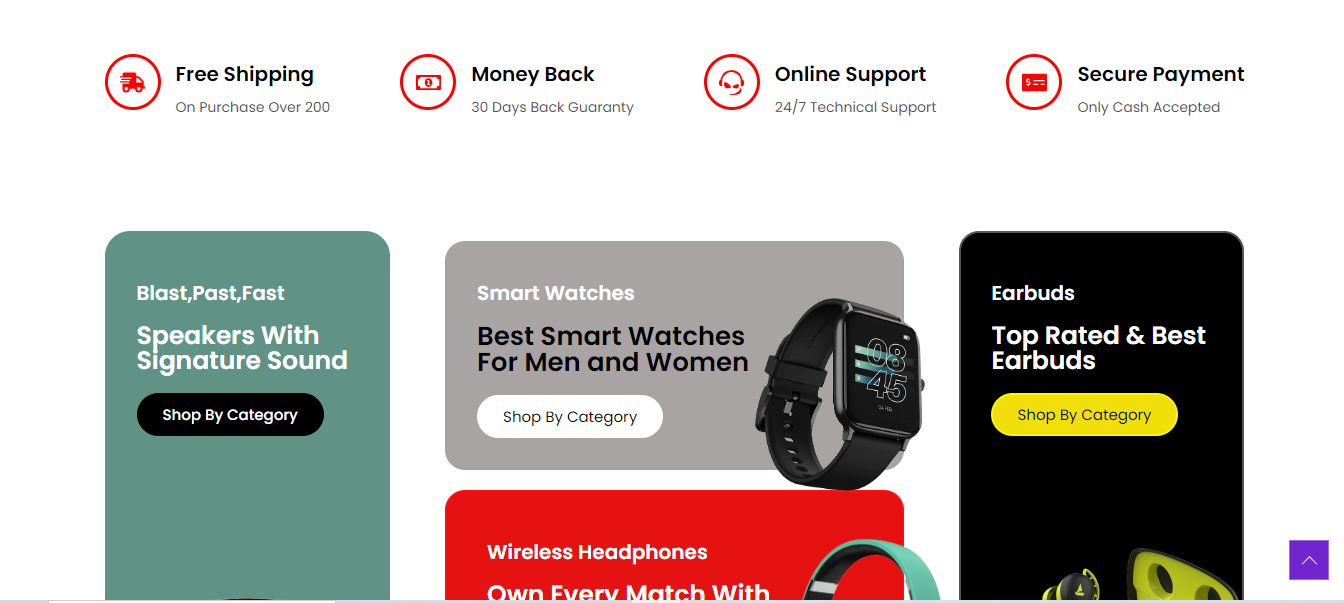 Free Shipping
On Purchase Over 200
Money Back
30 Days Back Guaranty
Online Support
24/7 Technical Support
Secure Payment
Only Cash Accepted
Blast,Past,Fast
Speakers With
Signature Sound
Shop By Category
Smart Watches
Best Smart Watches
For Men and Women
Shop By Category
08
45
04 FEB
Wireless Headphones
Own Every Match With
Earbuds
Top Rated & Best
Earbuds
Shop By Category